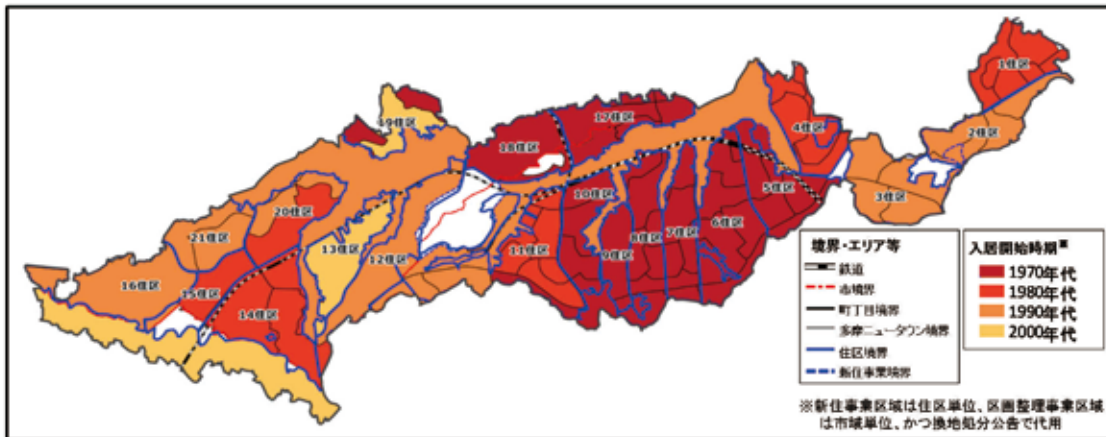 1住区
2住区
3住区
4住区
5住区
6住区
7住区
8住区
9住区
10住区
11住区
12住区
13住区
14住区
15住区
16住区
17住区
18住区
19住区
20住区
21住区
境界・エリア等
鉄道
市境界
町丁目境界
多摩ニュータウン境界
住区境界
新住事業境界
入居開始時期※
1970年代
1980年代
1990年代
2000年代
※新住事業区域は住区単位、区画整理事業区域
は市域単位、かつ換地処分公告で代用